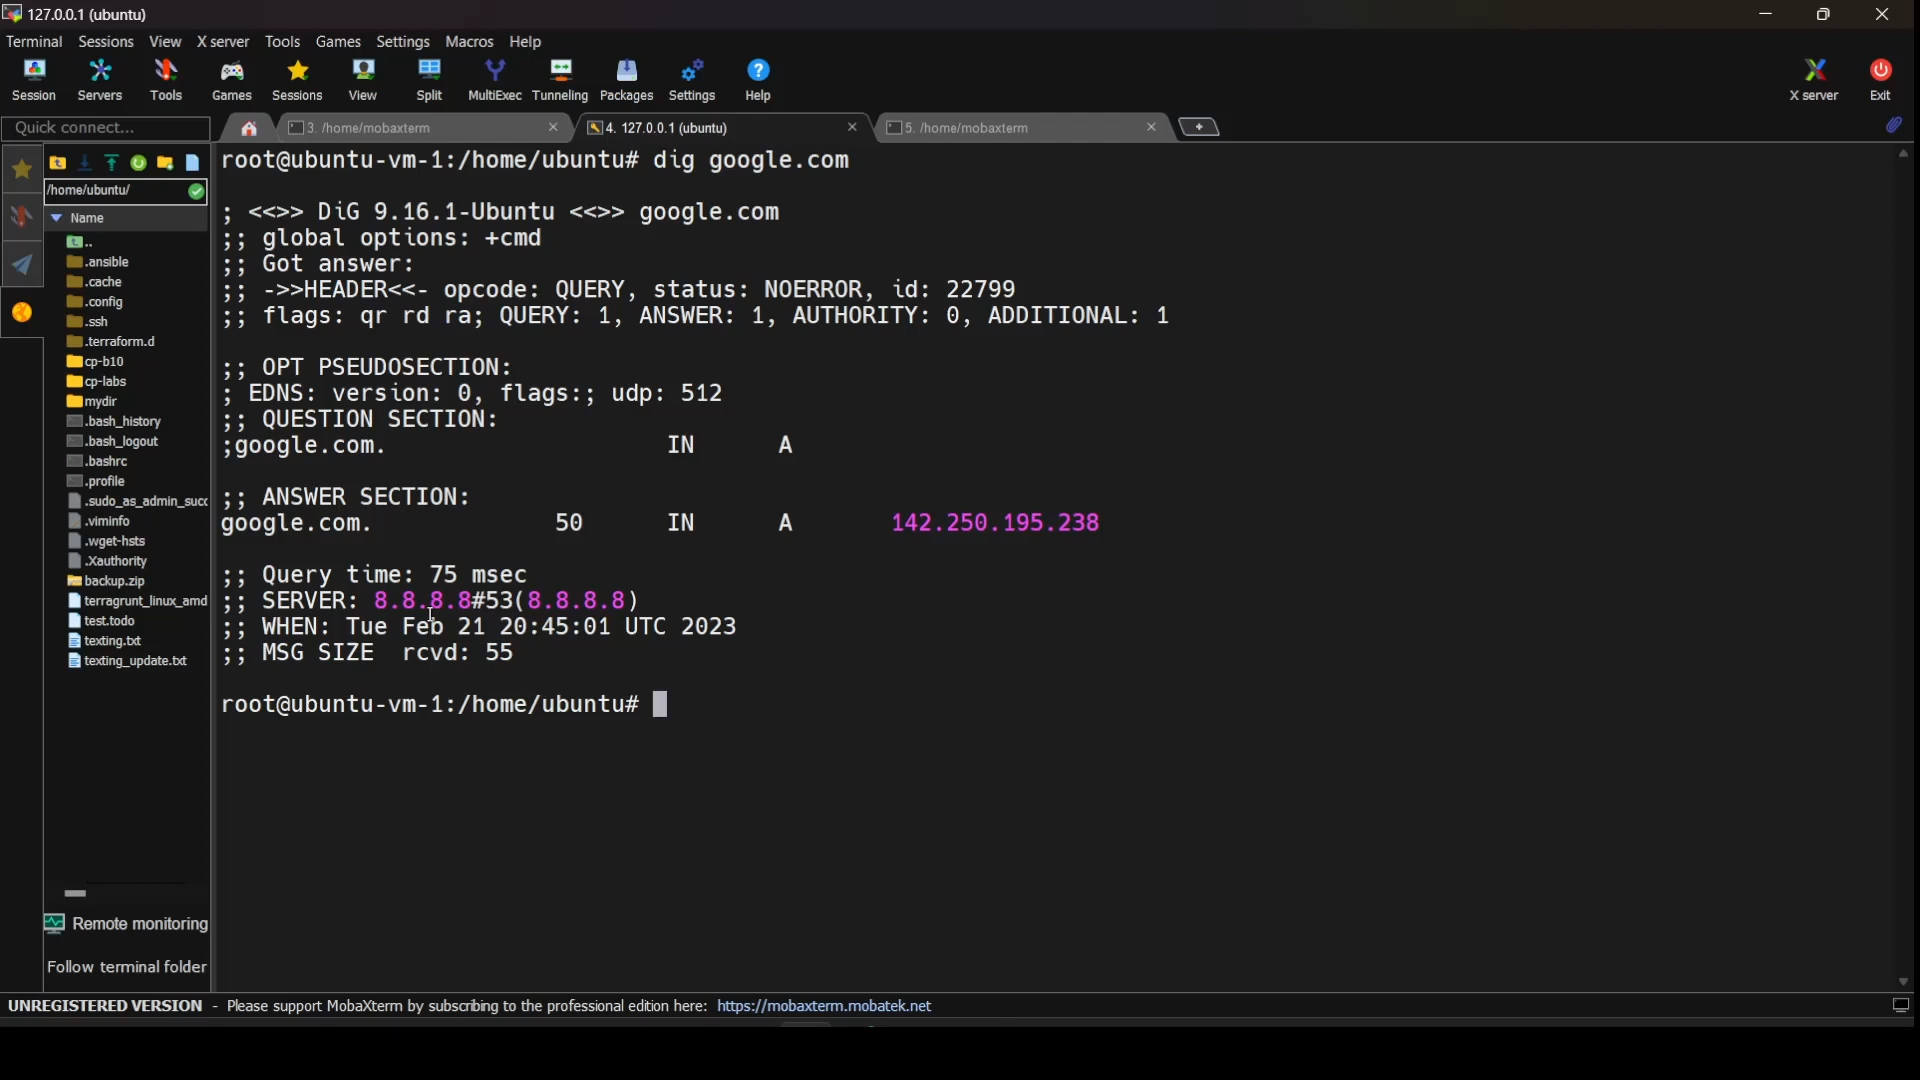 127.0.0.1 (ubuntu)
Terminal Sessions View X server Tools Games Settings Macros Help
Session Servers Tools Games Sessions View Split MultiExec Tunneling Packages Settings Help X server Exit
Quick connect... 3. /home/mobaxterm 4. 127.0.0.1 (ubuntu) 5. /home/mobaxterm
/home/ubuntu/
Name
..
.ansible
.cache
.config
.ssh
.terraform.d
cp-b10
cp-labs
mydir
.bash_history
.bash_logout
.bashrc
.profile
.sudo_as_admin_succ
.viminfo
.wget-hsts
.Xauthority
backup.zip
terragrunt_linux_amd
test.todo
texting.txt
texting_update.txt
Remote monitoring
Follow terminal folder
root@ubuntu-vm-1:/home/ubuntu# dig google.com
; <<>> DiG 9.16.1-Ubuntu <<>> google.com
;; global options: +cmd
;; Got answer:
;; ->>HEADER<<- opcode: QUERY, status: NOERROR, id: 22799
;; flags: qr rd ra; QUERY: 1, ANSWER: 1, AUTHORITY: 0, ADDITIONAL: 1
;; OPT PSEUDOSECTION:
; EDNS: version: 0, flags:; udp: 512
;; QUESTION SECTION:
;google.com. IN A
;; ANSWER SECTION:
google.com. 50 IN A 142.250.195.238
;; Query time: 75 msec
;; SERVER: 8.8.8.8#53(8.8.8.8)
;; WHEN: Tue Feb 21 20:45:01 UTC 2023
;; MSG SIZE rcvd: 55
root@ubuntu-vm-1:/home/ubuntu#
UNREGISTERED VERSION - Please support MobaXterm by subscribing to the professional edition here: https://mobaxterm.mobatek.net